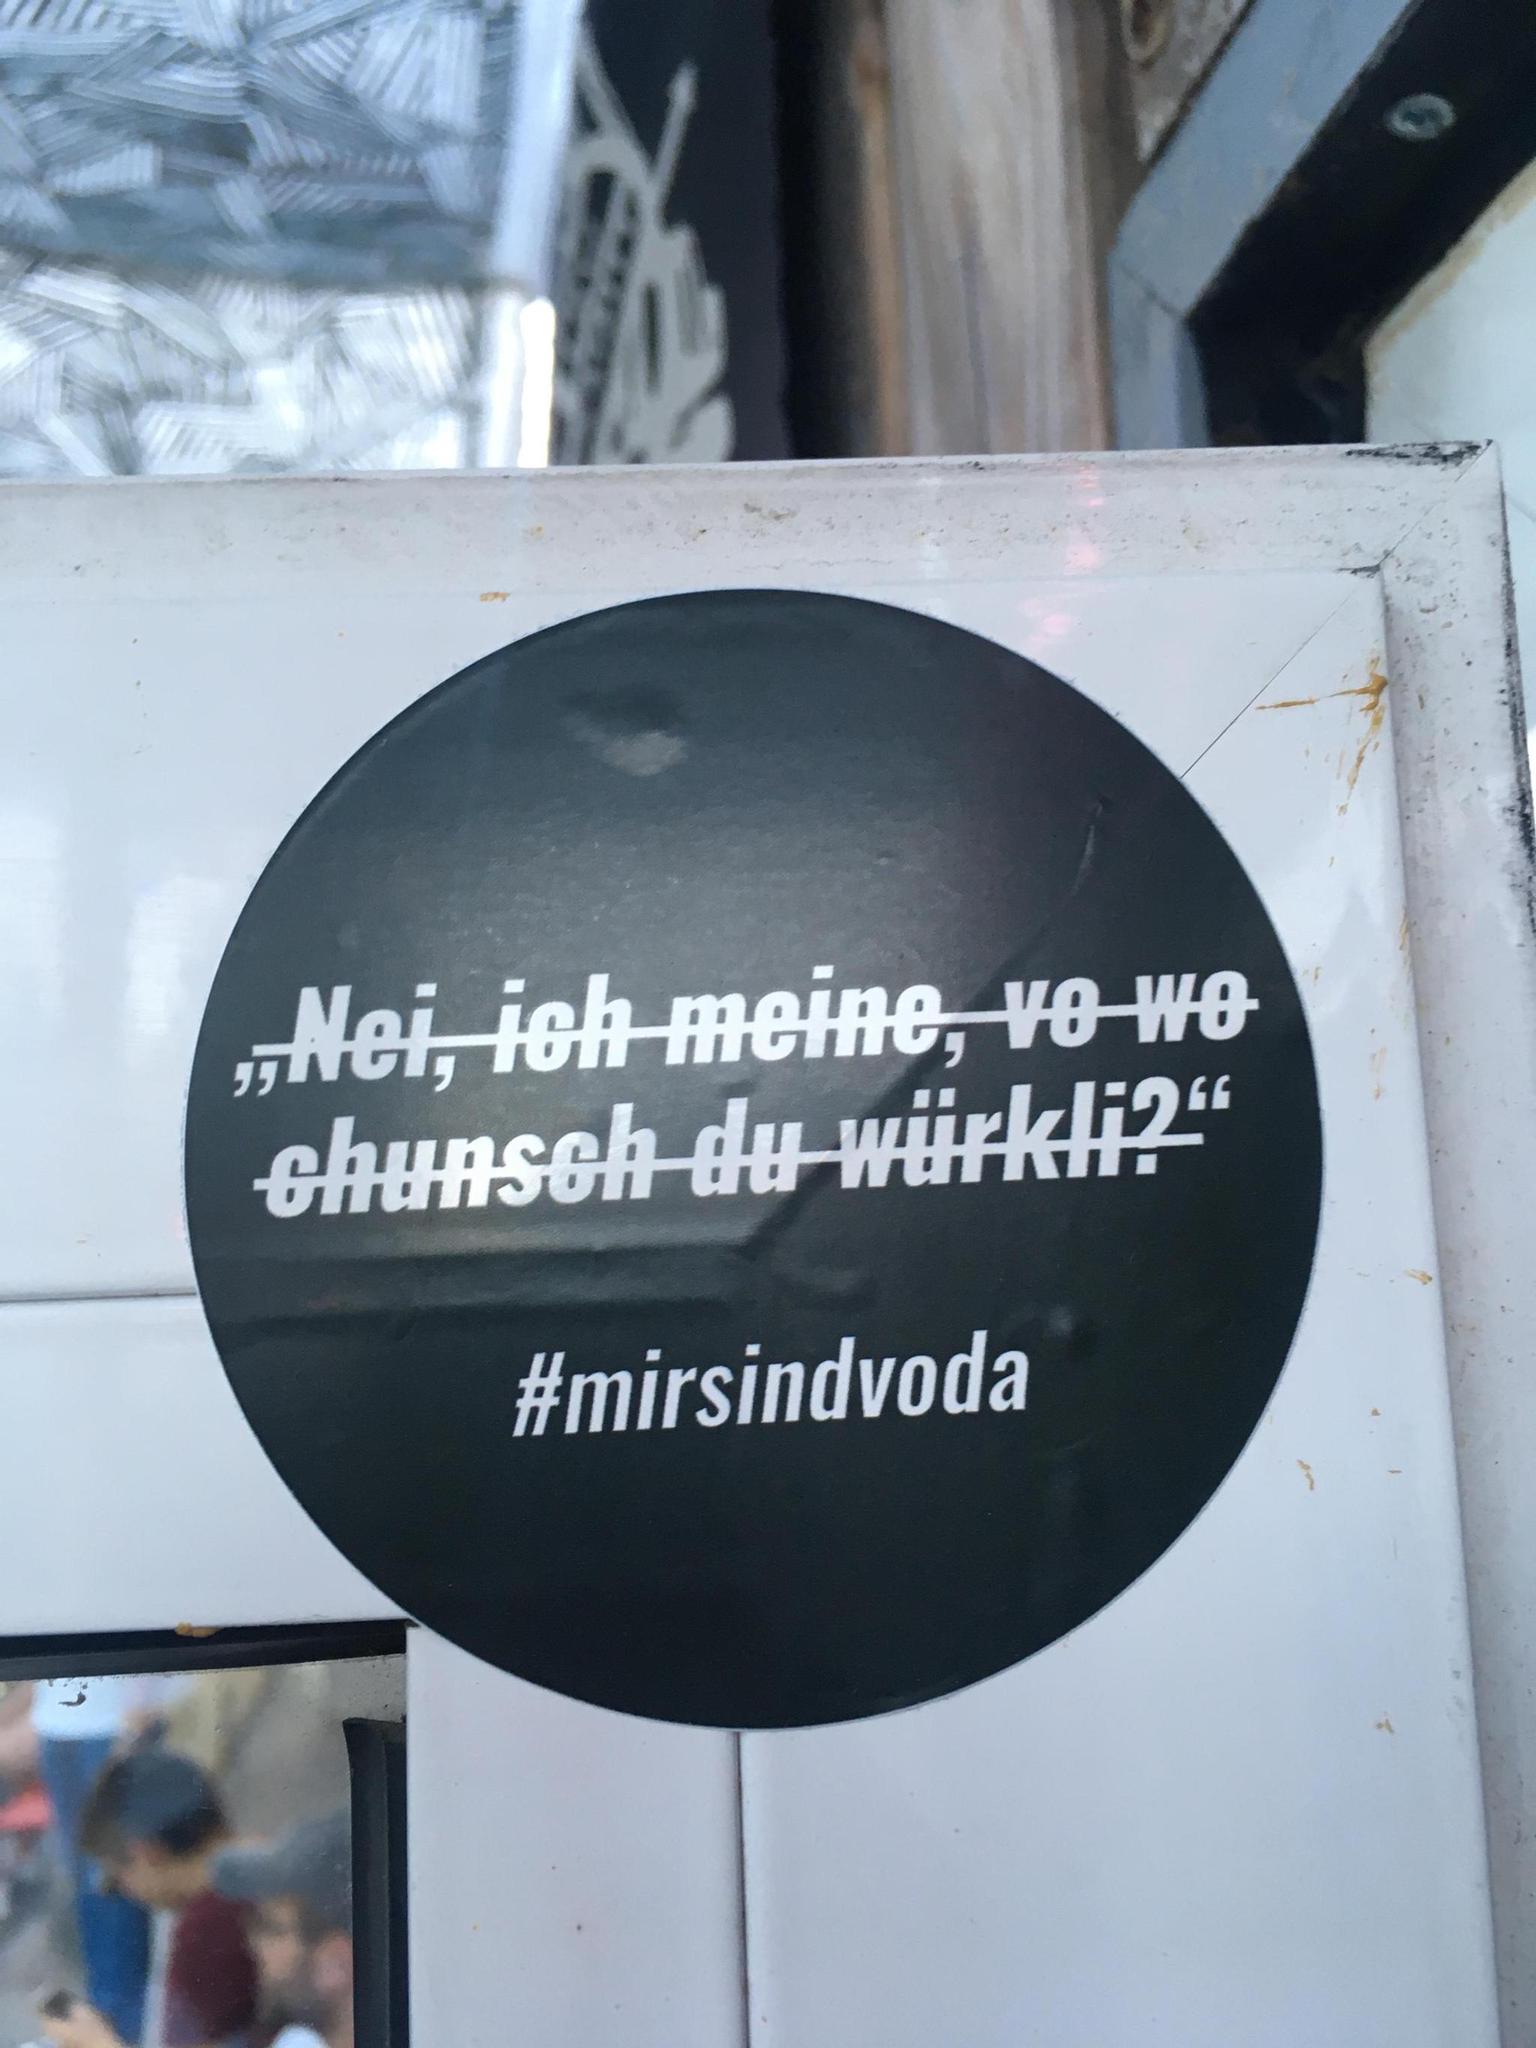 „Nei, ich meine, vo wo
chunsch du würkli?“
#mirsindvoda